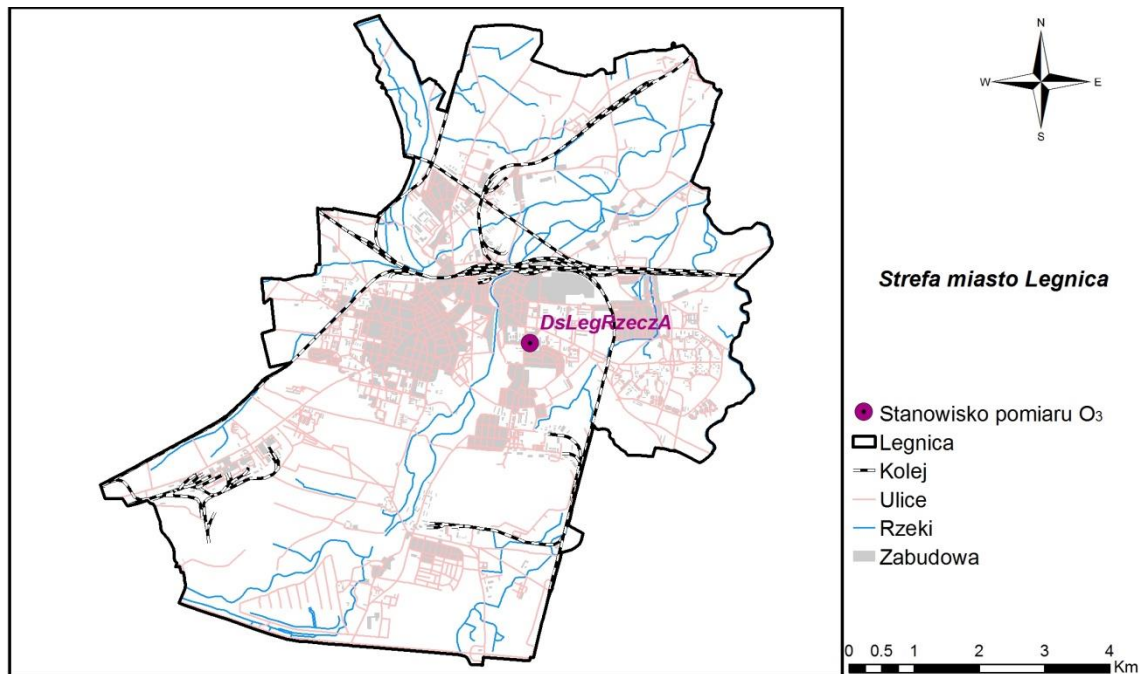 N
W E
S
Strefa miasto Legnica
DsLegRzeczA
Stanowisko pomiaru O₃
Legnica
Kolej
Ulice
Rzeki
Zabudowa
0 0.5 1 2 3 4
Km